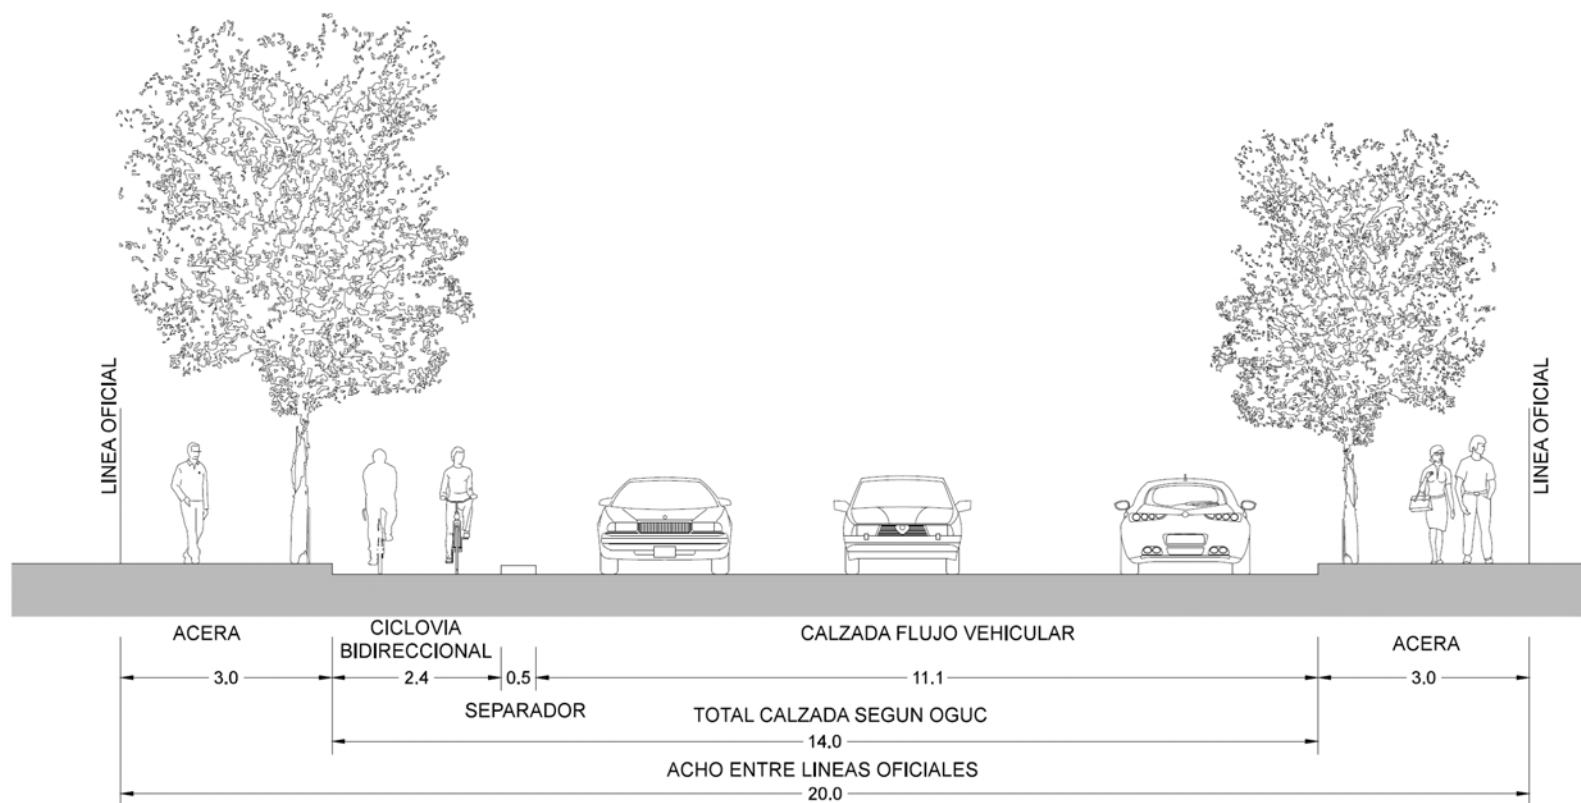 LINEA OFICIAL
LINEA OFICIAL
ACERA
CICLOVIA
BIDIRECCIONAL
CALZADA FLUJO VEHICULAR
ACERA
3.0
2.4
0.5
11.1
3.0
SEPARADOR
TOTAL CALZADA SEGUN OGUC
14.0
ACHO ENTRE LINEAS OFICIALES
20.0